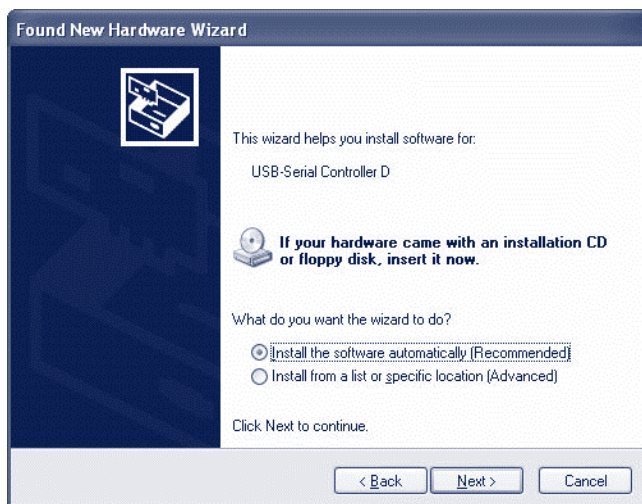 Found New Hardware Wizard
This wizard helps you install software for:
USB-Serial Controller D
If your hardware came with an installation CD
or floppy disk, insert it now.
What do you want the wizard to do?
Install the software automatically (Recommended)
Install from a list or specific location (Advanced)
Click Next to continue.
< Back Next > Cancel